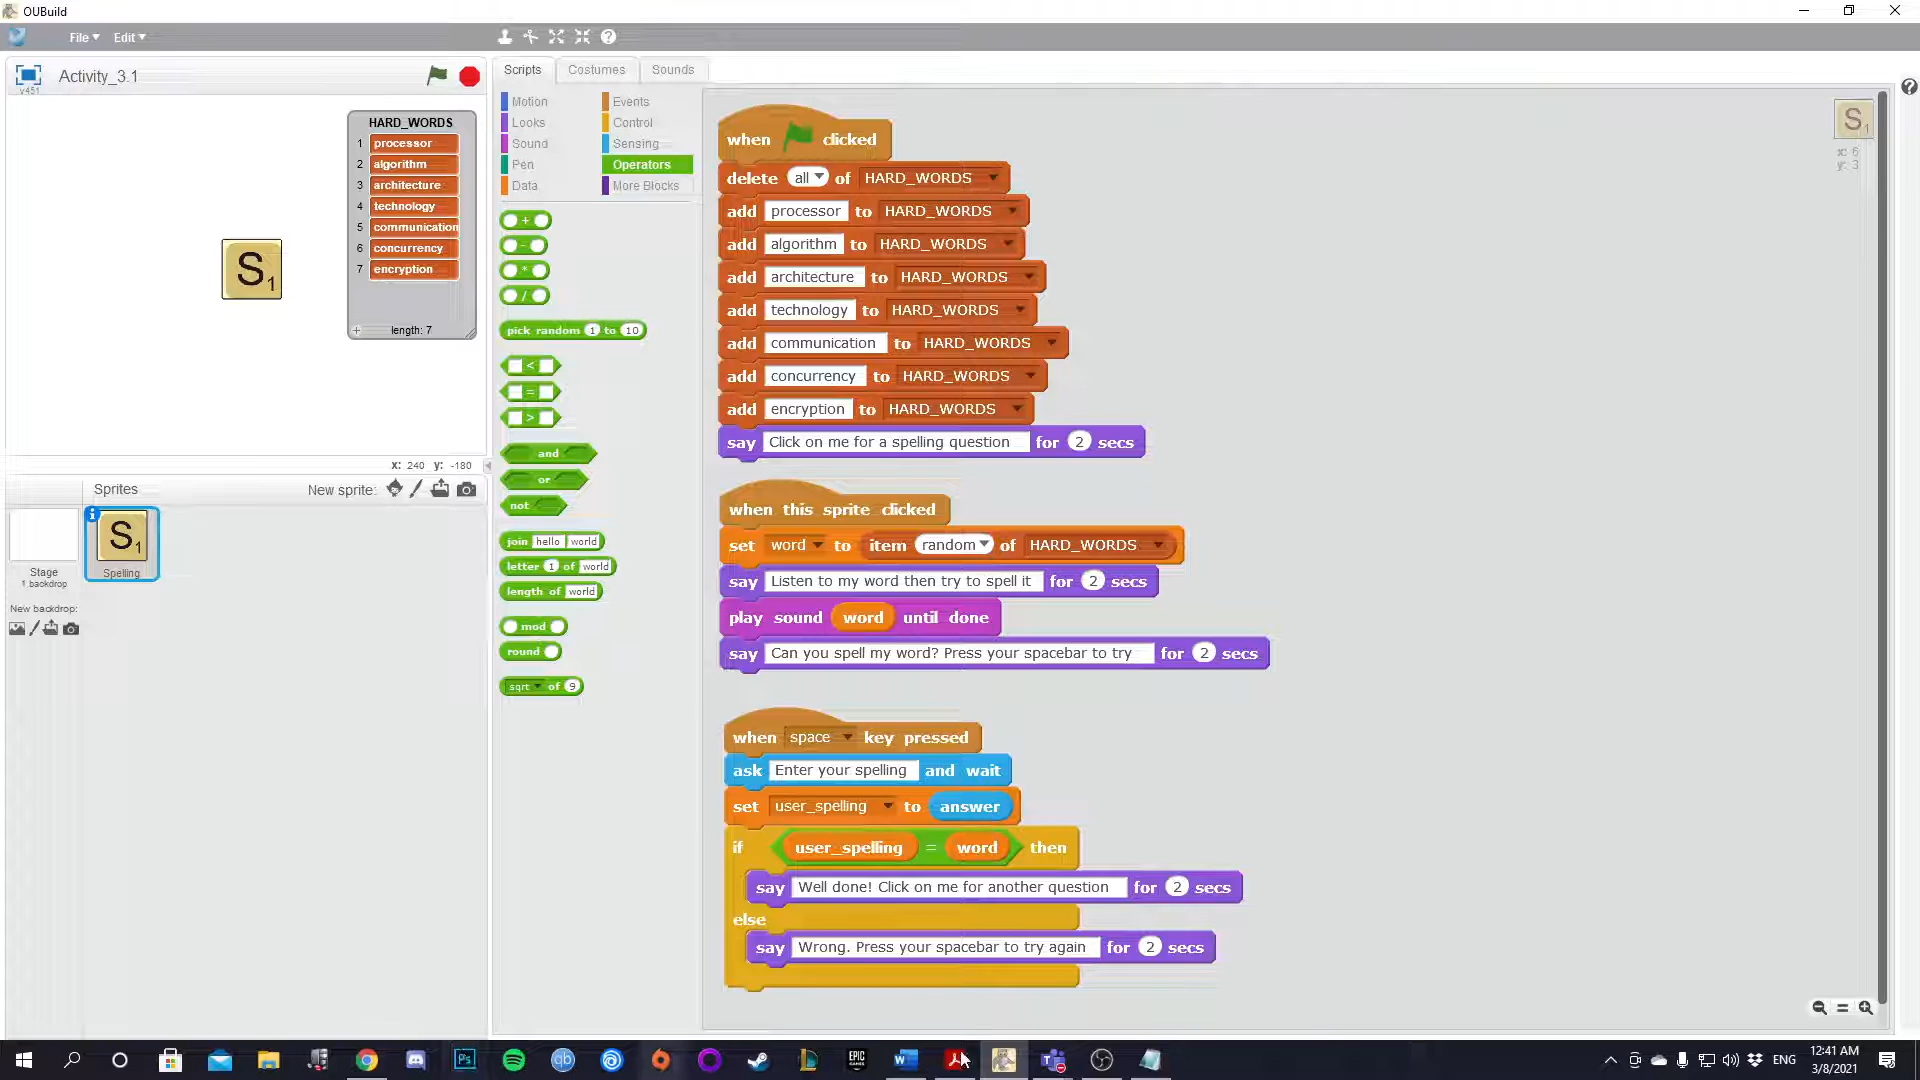 OUBuild
File Edit
v451
Activity_3.1
HARD_WORDS
1 processor
2 algorithm
3 architecture
4 technology
5 communication
6 concurrency
7 encryption
length: 7
S1
x: 240 y: -180
Sprites New sprite:
S1
Stage
1 backdrop
Spelling
New backdrop:
Scripts Costumes Sounds
Motion Events
Looks Control
Sound Sensing
Pen Operators
Data More Blocks
+
-
*
/
pick random 1 to 10
<
=
>
and
or
not
join hello world
letter 1 of world
length of world
mod
round
sqrt of 9
when clicked
delete all of HARD_WORDS
add processor to HARD_WORDS
add algorithm to HARD_WORDS
add architecture to HARD_WORDS
add technology to HARD_WORDS
add communication to HARD_WORDS
add concurrency to HARD_WORDS
add encryption to HARD_WORDS
say Click on me for a spelling question for 2 secs
when this sprite clicked
set word to item random of HARD_WORDS
say Listen to my word then try to spell it for 2 secs
play sound word until done
say Can you spell my word? Press your spacebar to try for 2 secs
when space key pressed
ask Enter your spelling and wait
set user_spelling to answer
if user_spelling = word then
say Well done! Click on me for another question for 2 secs
else
say Wrong. Press your spacebar to try again for 2 secs
S1
x: 6
y: 3
Ps
qb
EPIC GAMES
ENG
12:41 AM
3/8/2021